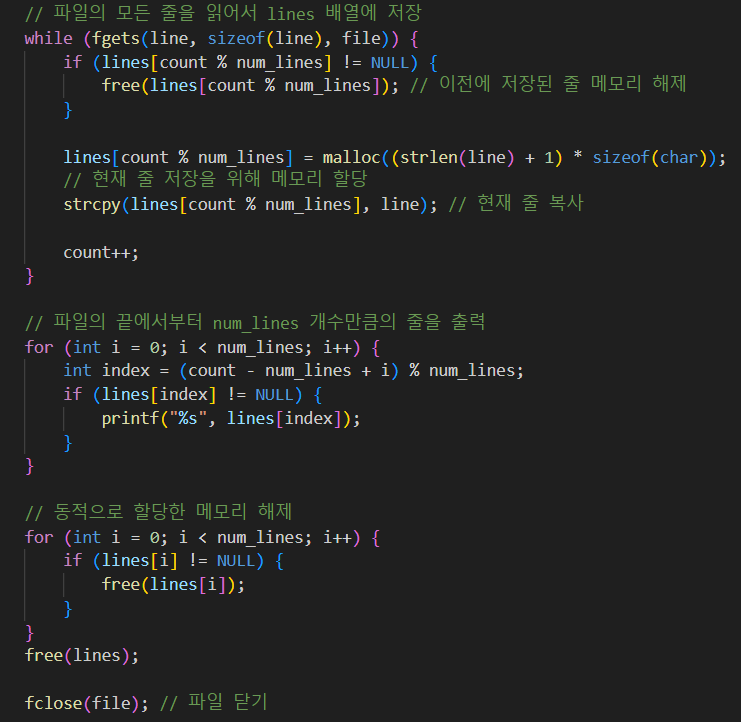 // 파일의 모든 줄을 읽어서 lines 배열에 저장
while (fgets(line, sizeof(line), file)) {
    if (lines[count % num_lines] != NULL) {
        free(lines[count % num_lines]); // 이전에 저장된 줄 메모리 해제
    }

    lines[count % num_lines] = malloc((strlen(line) + 1) * sizeof(char));
    // 현재 줄 저장을 위해 메모리 할당
    strcpy(lines[count % num_lines], line); // 현재 줄 복사

    count++;
}

// 파일의 끝에서부터 num_lines 개수만큼의 줄을 출력
for (int i = 0; i < num_lines; i++) {
    int index = (count - num_lines + i) % num_lines;
    if (lines[index] != NULL) {
        printf("%s", lines[index]);
    }
}

// 동적으로 할당한 메모리 해제
for (int i = 0; i < num_lines; i++) {
    if (lines[i] != NULL) {
        free(lines[i]);
    }
}
free(lines);

fclose(file); // 파일 닫기